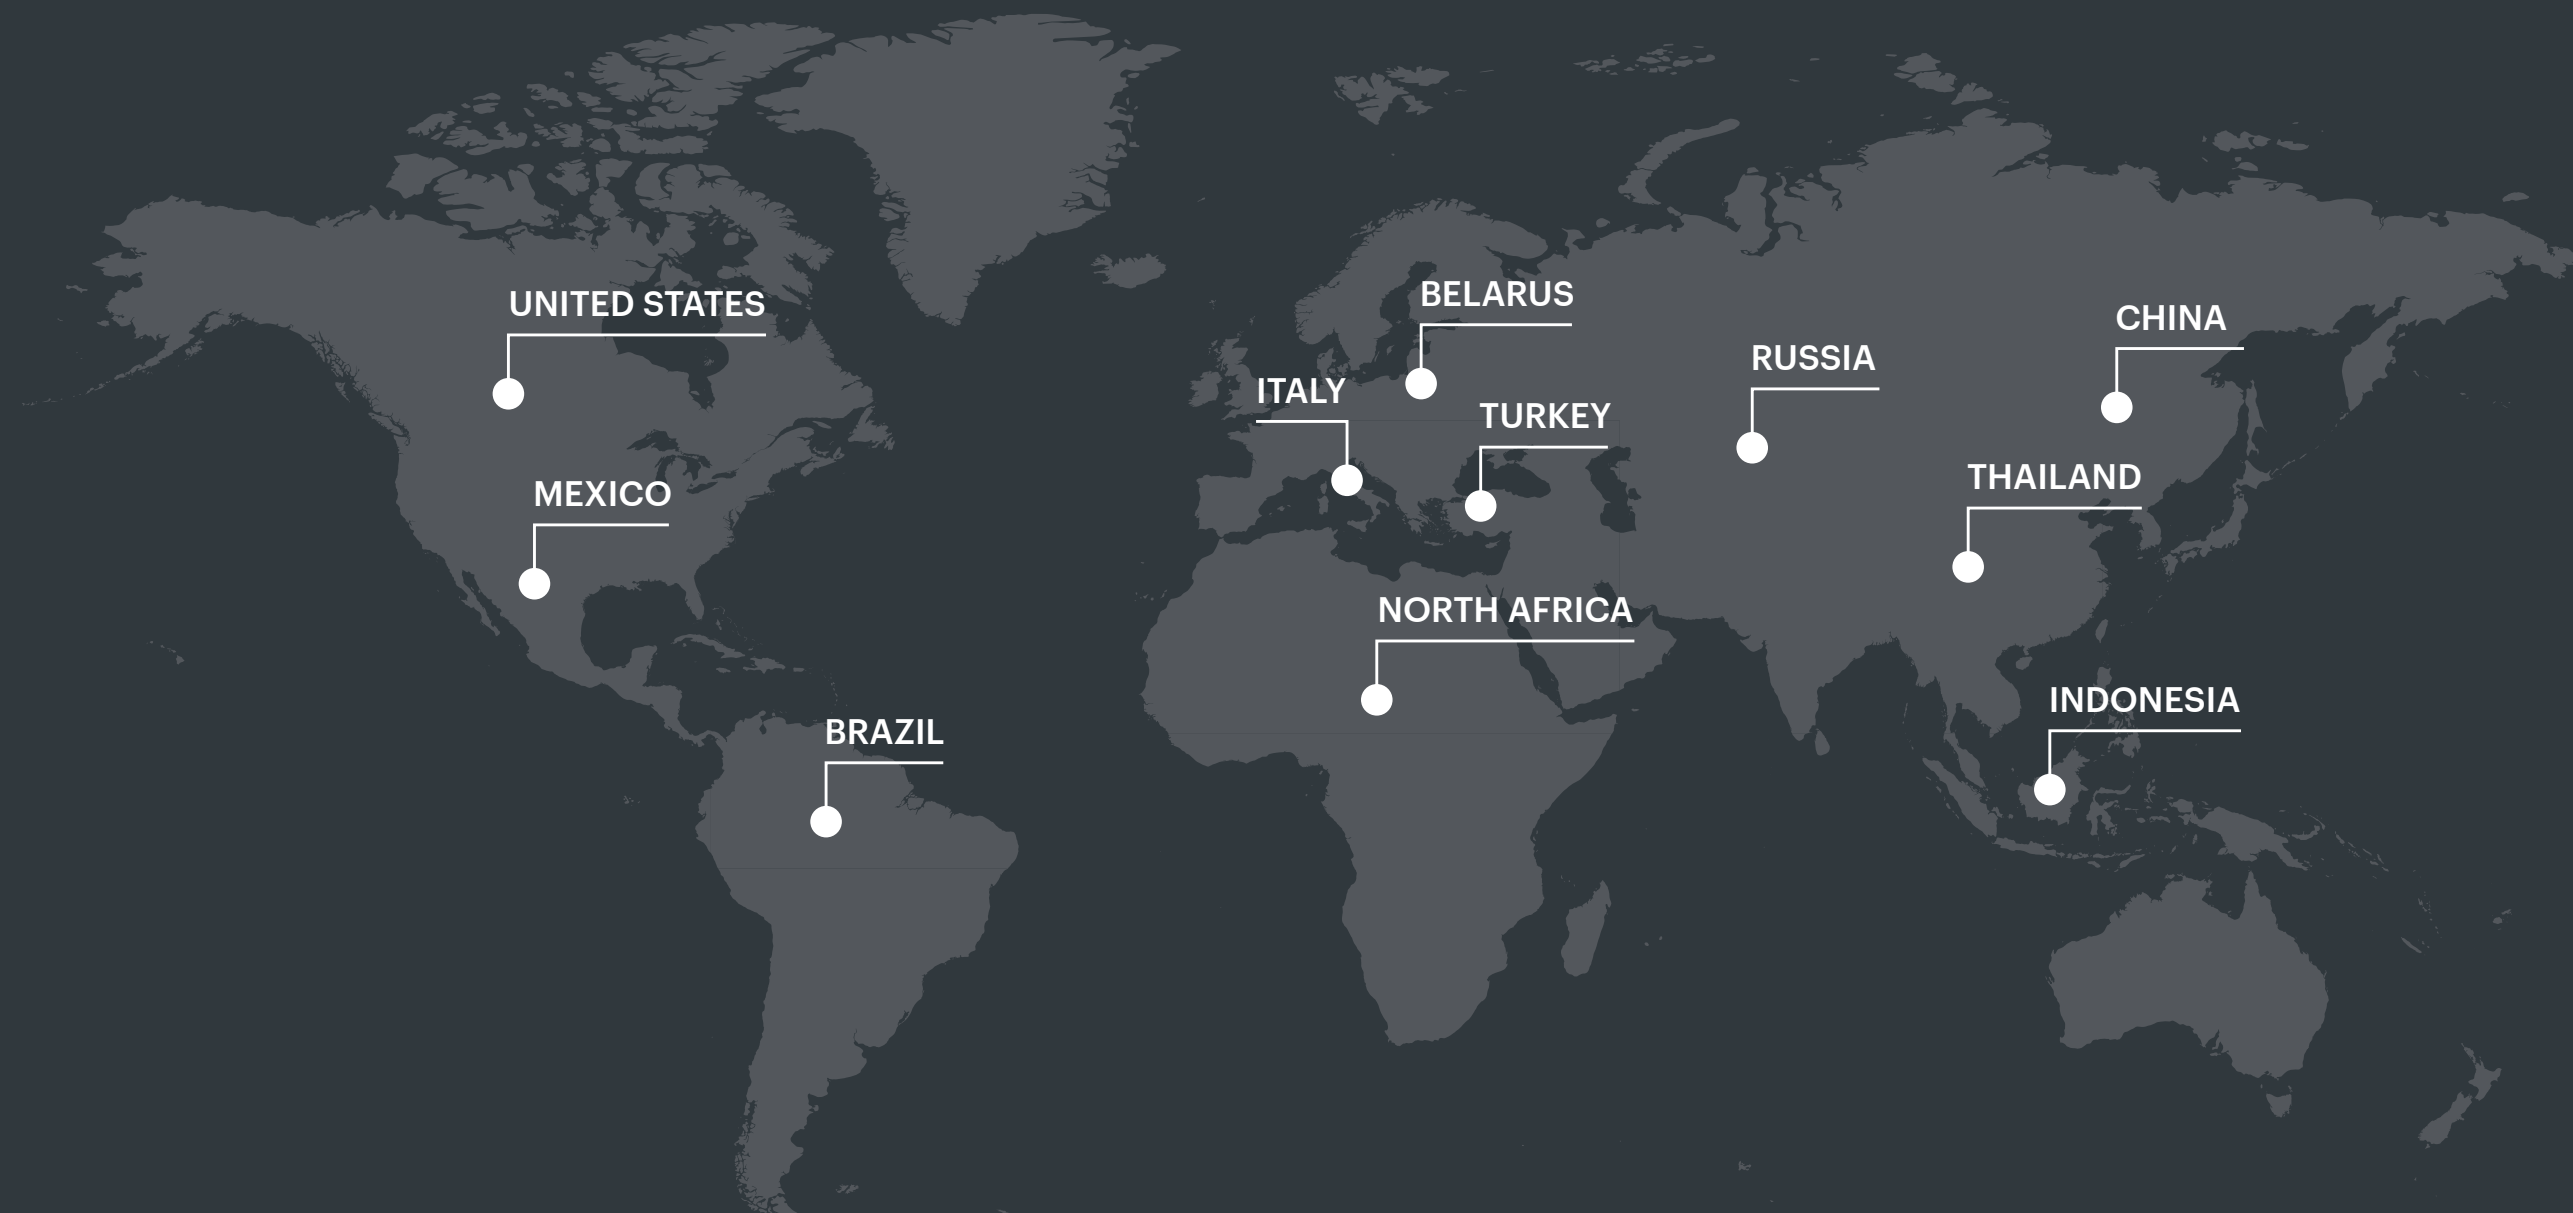 UNITED STATES
BELARUS
CHINA
RUSSIA
ITALY
TURKEY
THAILAND
MEXICO
NORTH AFRICA
INDONESIA
BRAZIL